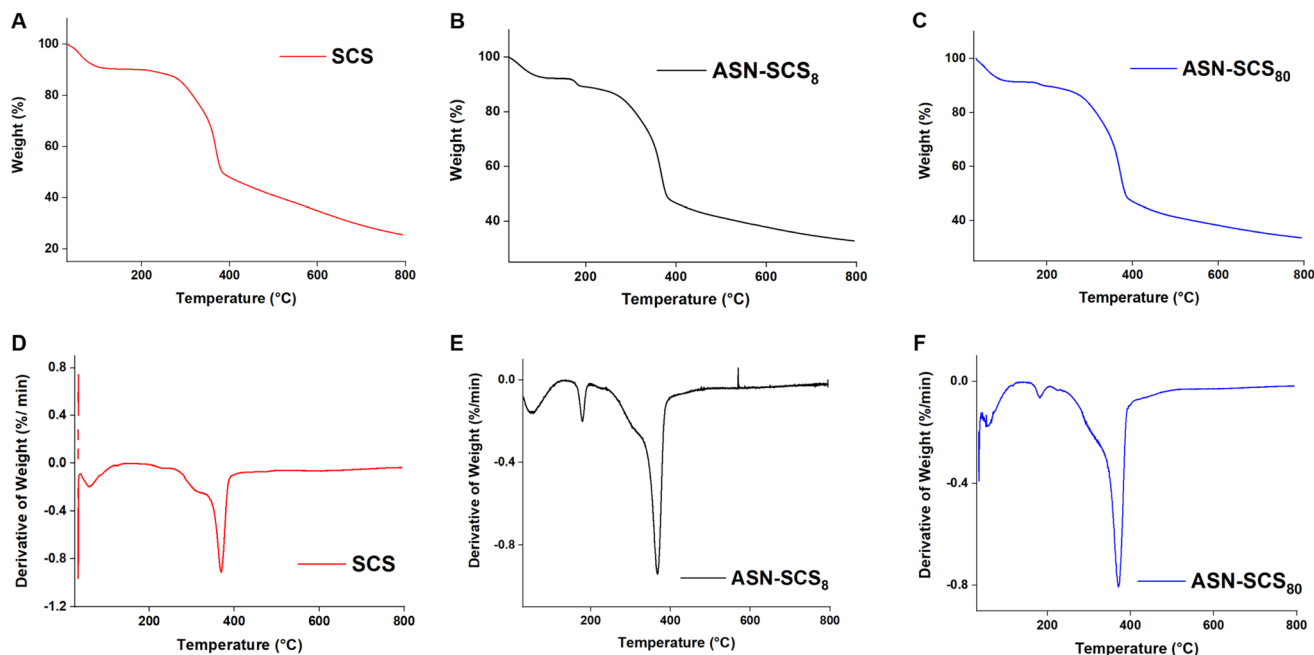 A
100
80
60
40
20
Weight (%)
SCS
200
400
600
800
Temperature (°C)
B
100
80
60
40
Weight (%)
ASN-SCS₈
200
400
600
800
Temperature (°C)
C
100
80
60
40
Weight (%)
ASN-SCS₈₀
200
400
600
800
Temperature (°C)
D
0.8
0.4
0.0
-0.4
-0.8
-1.2
Derivative of Weight (%/ min)
SCS
200
400
600
800
Temperature (°C)
E
0.0
-0.4
-0.8
Derivative of Weight (%/min)
ASN-SCS₈
200
400
600
800
Temperature (°C)
F
0.0
-0.4
-0.8
Derivative of Weight (%/min)
ASN-SCS₈₀
200
400
600
800
Temperature (°C)